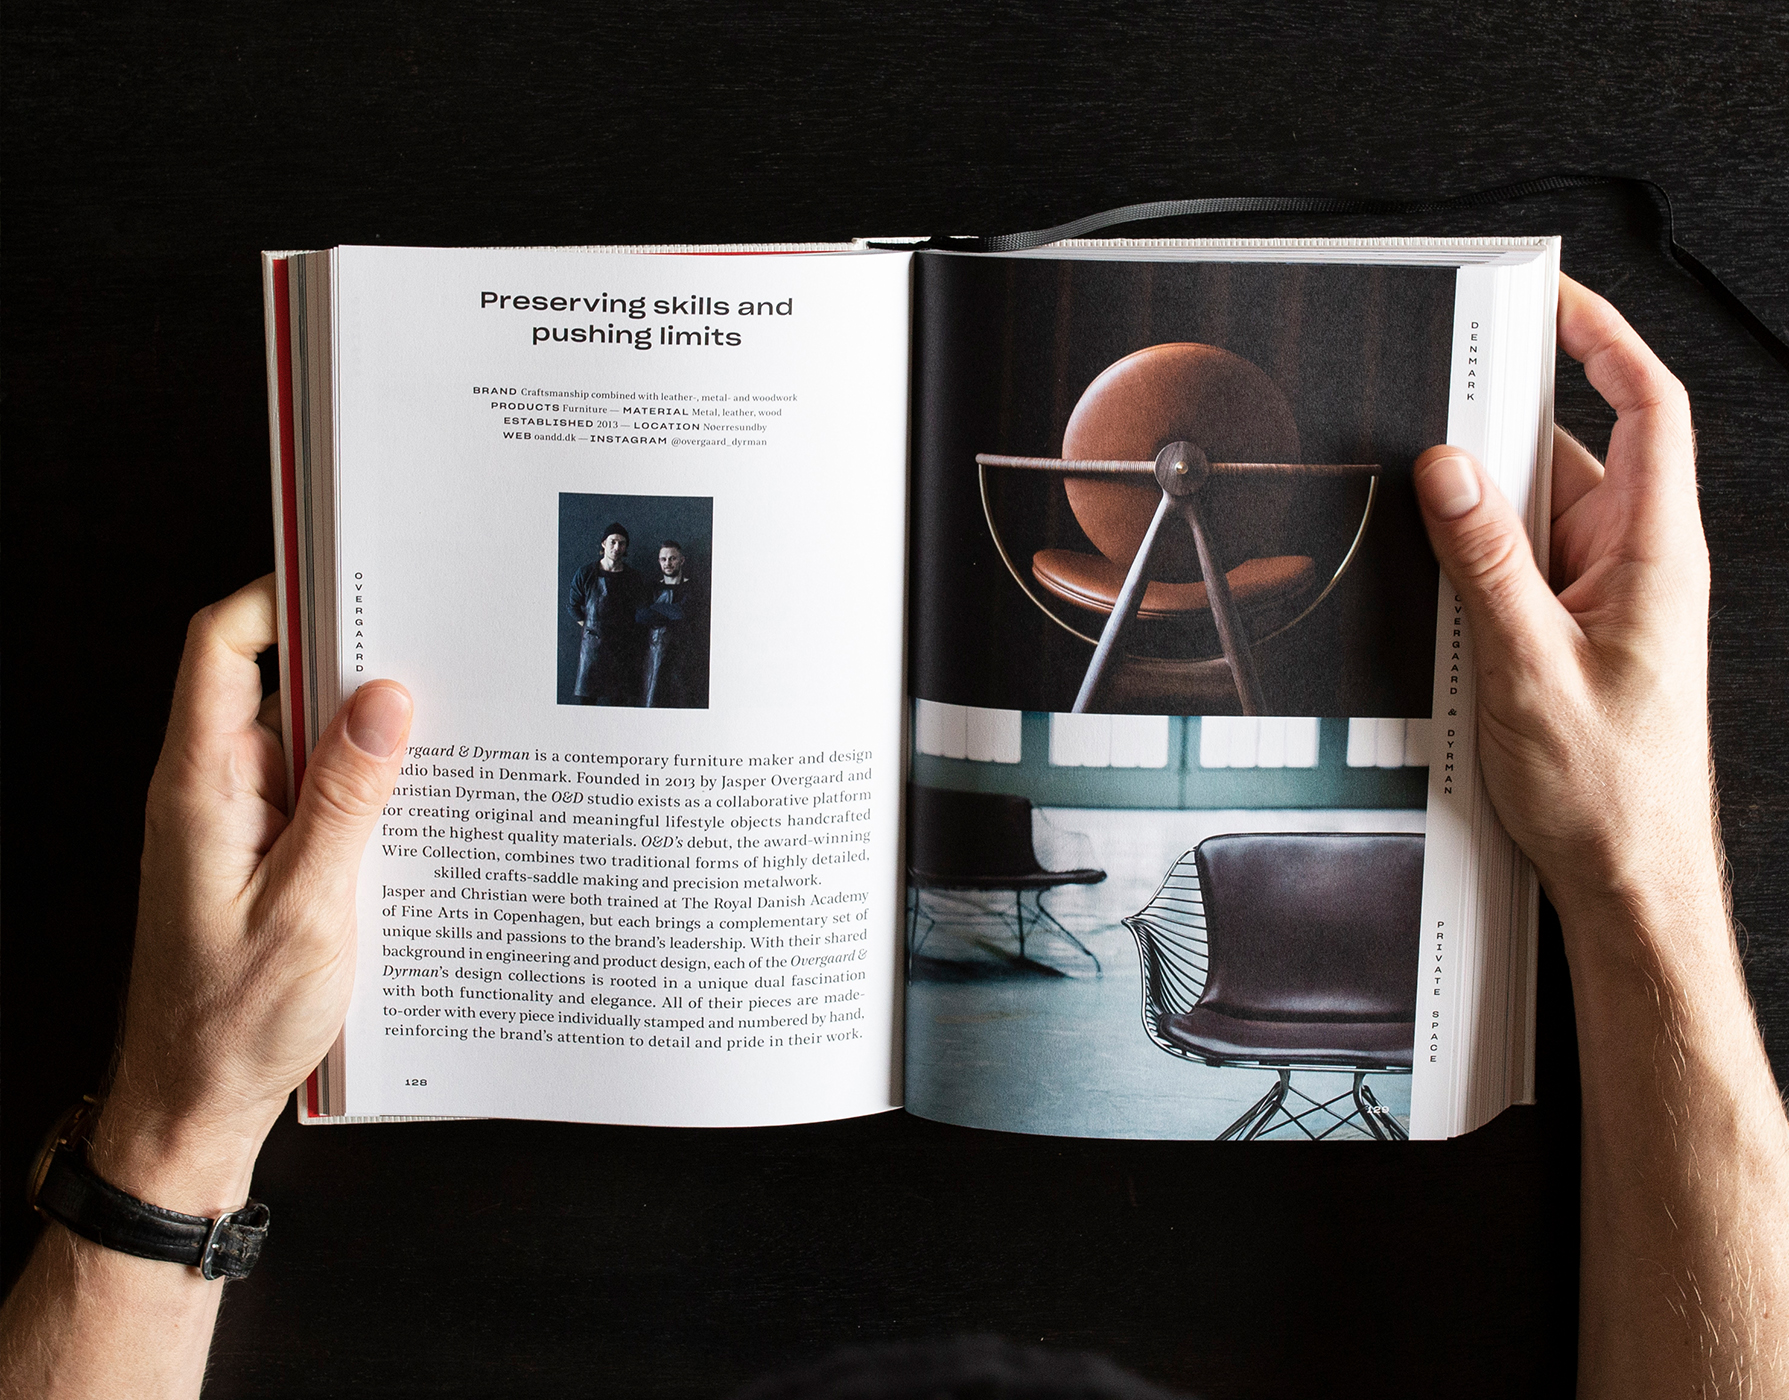 Preserving skills and
pushing limits
BRAND Craftsmanship combined with leather-, metal- and woodwork
PRODUCTS Furniture — MATERIAL Metal, leather, wood
ESTABLISHED 2013 — LOCATION Nøerresundby
WEB oandd.dk — INSTAGRAM @overgaard_dyrman
OVERGAARD
& Dyrman is a contemporary furniture maker and design
based in Denmark. Founded in 2013 by Jasper Overgaard and
Dyrman, the O&D studio exists as a collaborative platform
for creating original and meaningful lifestyle objects handcrafted
from the highest quality materials. O&D's debut, the award-winning
Wire Collection, combines two traditional forms of highly detailed,
skilled crafts-saddle making and precision metalwork.
Jasper and Christian were both trained at The Royal Danish Academy
of Fine Arts in Copenhagen, but each brings a complementary set of
unique skills and passions to the brand's leadership. With their shared
background in engineering and product design, each of the Overgaard &
Dyrman's design collections is rooted in a unique dual fascination
with both functionality and elegance. All of their pieces are made-
to-order with every piece individually stamped and numbered by hand,
reinforcing the brand's attention to detail and pride in their work.
128
DENMARK
OVERGAARD & DYRMAN
PRIVATE SPACE
129